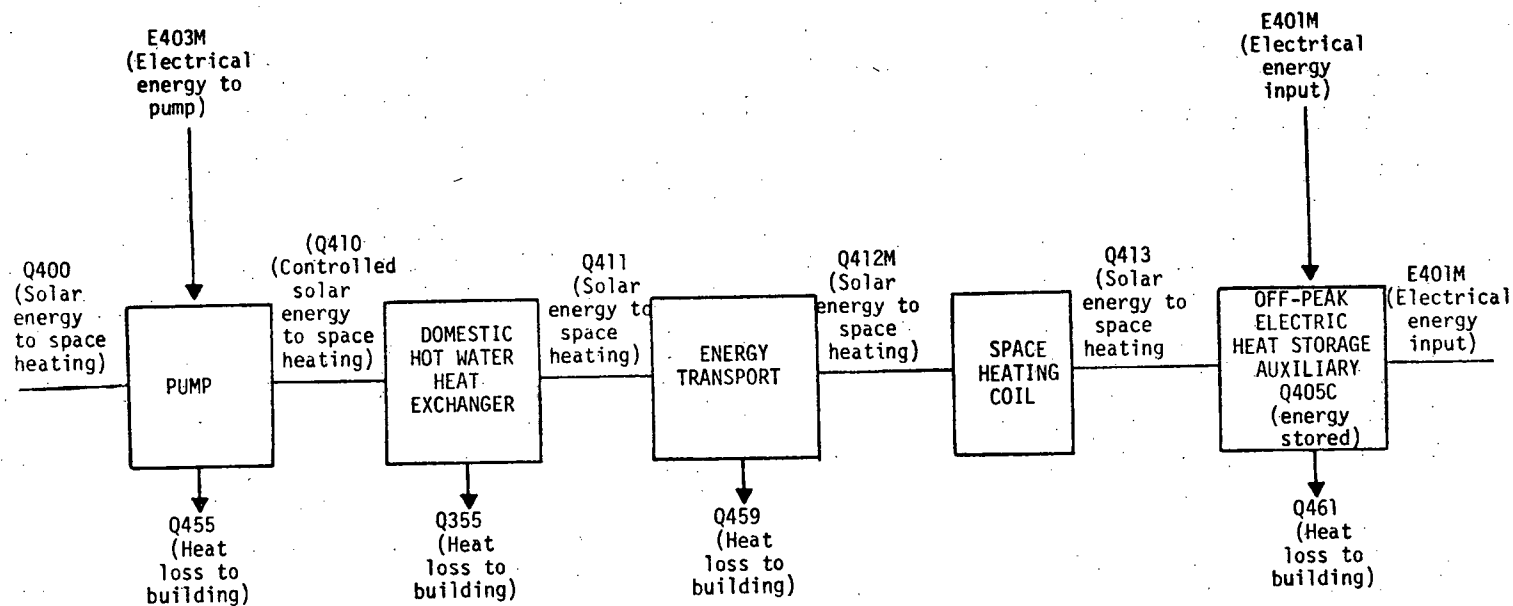 E403M
(Electrical
energy to
pump)
E401M
(Electrical
energy
input)
Q400
(Solar
energy
to space
heating)
(Q410
(Controlled
solar
energy
to space
heating)
Q411
(Solar
energy to
space
heating)
Q412M
(Solar
energy to
space
heating)
Q413
(Solar
energy to
space
heating
E401M
(Electrical
energy
input)
PUMP
DOMESTIC
HOT WATER
HEAT
EXCHANGER
ENERGY
TRANSPORT
SPACE
HEATING
COIL
OFF-PEAK
ELECTRIC
HEAT STORAGE
AUXILIARY
Q405C
(energy
stored)
Q455
(Heat
loss to
building)
Q355
(Heat
loss to
building)
Q459
(Heat
loss to
building)
Q461
(Heat
loss to
building)